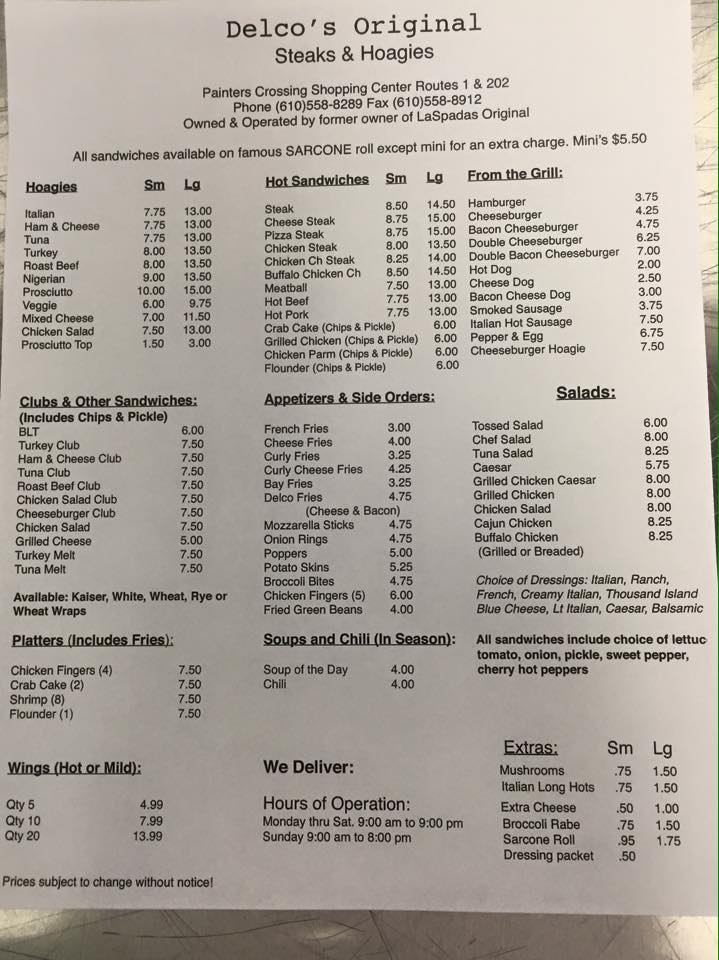 Delco's Original
Steaks & Hoagies
Painters Crossing Shopping Center Routes 1 & 202
Phone (610)558-8289 Fax (610)558-8912
Owned & Operated by former owner of LaSpadas Original
All sandwiches available on famous SARCONE roll except mini for an extra charge. Mini's $5.50
Hoagies Sm Lg
Italian 7.75 13.00
Ham & Cheese 7.75 13.00
Tuna 7.75 13.00
Turkey 8.00 13.50
Roast Beef 8.00 13.50
Nigerian 9.00 13.50
Prosciutto 10.00 15.00
Veggie 6.00 9.75
Mixed Cheese 7.00 11.50
Chicken Salad 7.50 13.00
Prosciutto Top 1.50 3.00
Hot Sandwiches Sm Lg
Steak 8.50 14.50
Cheese Steak 8.75 15.00
Pizza Steak 8.75 15.00
Chicken Steak 8.00 13.50
Chicken Ch Steak 8.25 14.00
Buffalo Chicken Ch 8.50 14.50
Meatball 7.50 13.00
Hot Beef 7.75 13.00
Hot Pork 7.75 13.00
Crab Cake (Chips & Pickle) 6.00
Grilled Chicken (Chips & Pickle) 6.00
Chicken Parm (Chips & Pickle) 6.00
Flounder (Chips & Pickle) 6.00
From the Grill:
Hamburger 3.75
Cheeseburger 4.25
Bacon Cheeseburger 4.75
Double Cheeseburger 6.25
Double Bacon Cheeseburger 7.00
Hot Dog 2.00
Cheese Dog 2.50
Bacon Cheese Dog 3.00
Smoked Sausage 3.75
Italian Hot Sausage 7.50
Pepper & Egg 6.75
Cheeseburger Hoagie 7.50
Clubs & Other Sandwiches:
(Includes Chips & Pickle)
BLT 6.00
Turkey Club 7.50
Ham & Cheese Club 7.50
Tuna Club 7.50
Roast Beef Club 7.50
Chicken Salad Club 7.50
Cheeseburger Club 7.50
Chicken Salad 7.50
Grilled Cheese 5.00
Turkey Melt 7.50
Tuna Melt 7.50
Available: Kaiser, White, Wheat, Rye or
Wheat Wraps
Appetizers & Side Orders:
French Fries 3.00
Cheese Fries 4.00
Curly Fries 3.25
Curly Cheese Fries 4.25
Bay Fries 3.25
Delco Fries 4.75
(Cheese & Bacon)
Mozzarella Sticks 4.75
Onion Rings 4.75
Poppers 5.00
Potato Skins 5.25
Broccoli Bites 4.75
Chicken Fingers (5) 6.00
Fried Green Beans 4.00
Salads:
Tossed Salad 6.00
Chef Salad 8.00
Tuna Salad 8.25
Caesar 5.75
Grilled Chicken Caesar 8.00
Grilled Chicken 8.00
Chicken Salad 8.00
Cajun Chicken 8.25
Buffalo Chicken 8.25
(Grilled or Breaded)
Choice of Dressings: Italian, Ranch,
French, Creamy Italian, Thousand Island
Blue Cheese, Lt Italian, Caesar, Balsamic
Platters (Includes Fries):
Chicken Fingers (4) 7.50
Crab Cake (2) 7.50
Shrimp (8) 7.50
Flounder (1) 7.50
Soups and Chili (In Season):
Soup of the Day 4.00
Chili 4.00
All sandwiches include choice of lettuc
tomato, onion, pickle, sweet pepper,
cherry hot peppers
Wings (Hot or Mild):
Qty 5 4.99
Qty 10 7.99
Qty 20 13.99
We Deliver:
Hours of Operation:
Monday thru Sat. 9:00 am to 9:00 pm
Sunday 9:00 am to 8:00 pm
Extras: Sm Lg
Mushrooms .75 1.50
Italian Long Hots .75 1.50
Extra Cheese .50 1.00
Broccoli Rabe .75 1.50
Sarcone Roll .95 1.75
Dressing packet .50
Prices subject to change without notice!